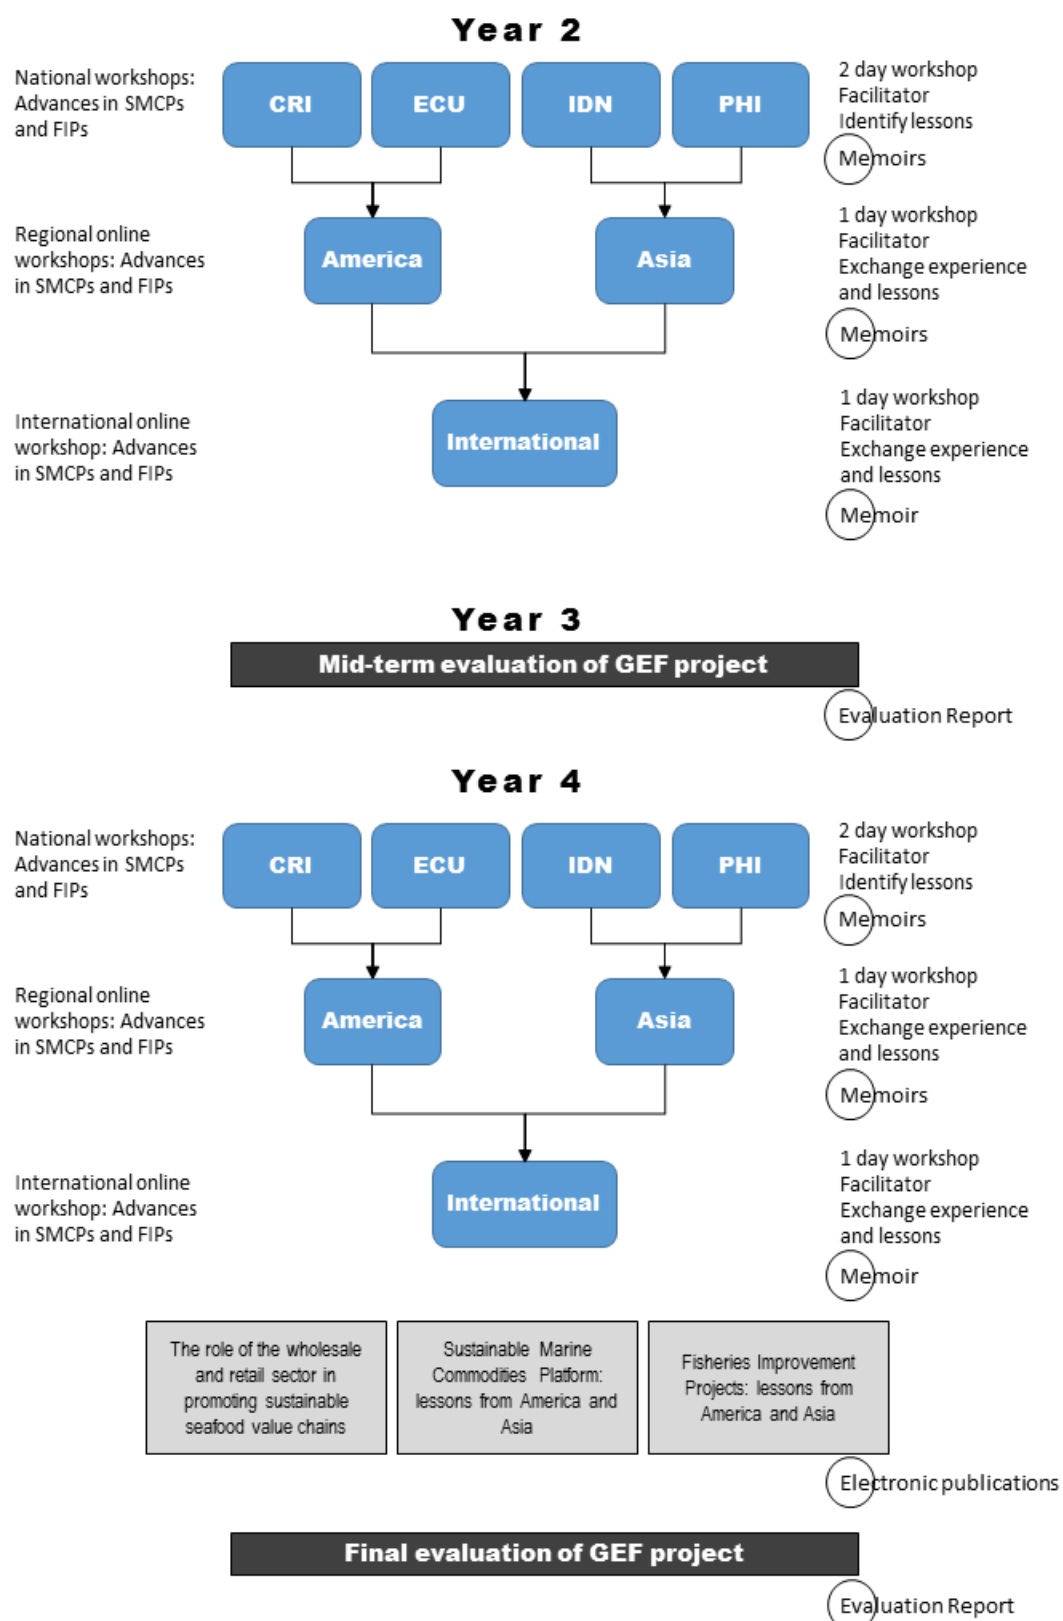 Year 2
National workshops:
Advances in SMCPs
and FIPs
CRI
ECU
IDN
PHI
2 day workshop
Facilitator
Identify lessons
Memoirs
Regional online
workshops: Advances
in SMCPs and FIPs
America
Asia
1 day workshop
Facilitator
Exchange experience
and lessons
Memoirs
International online
workshop: Advances
in SMCPs and FIPs
International
1 day workshop
Facilitator
Exchange experience
and lessons
Memoir
Year 3
Mid-term evaluation of GEF project
Evaluation Report
Year 4
National workshops:
Advances in SMCPs
and FIPs
CRI
ECU
IDN
PHI
2 day workshop
Facilitator
Identify lessons
Memoirs
Regional online
workshops: Advances
in SMCPs and FIPs
America
Asia
1 day workshop
Facilitator
Exchange experience
and lessons
Memoirs
International online
workshop: Advances
in SMCPs and FIPs
International
1 day workshop
Facilitator
Exchange experience
and lessons
Memoir
The role of the wholesale
and retail sector in
promoting sustainable
seafood value chains
Sustainable Marine
Commodities Platform:
lessons from America and
Asia
Fisheries Improvement
Projects: lessons from
America and Asia
Electronic publications
Final evaluation of GEF project
Evaluation Report